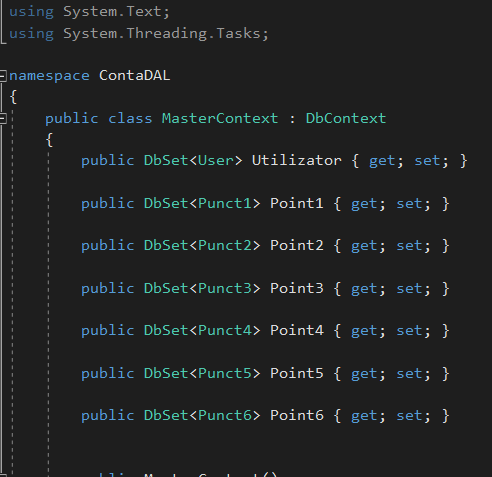 using System.Text;
using System.Threading.Tasks;
namespace ContaDAL
{
public class MasterContext : DbContext
{
public DbSet<User> Utilizator { get; set; }
public DbSet<Punct1> Point1 { get; set; }
public DbSet<Punct2> Point2 { get; set; }
public DbSet<Punct3> Point3 { get; set; }
public DbSet<Punct4> Point4 { get; set; }
public DbSet<Punct5> Point5 { get; set; }
public DbSet<Punct6> Point6 { get; set; }
public MasterContext()